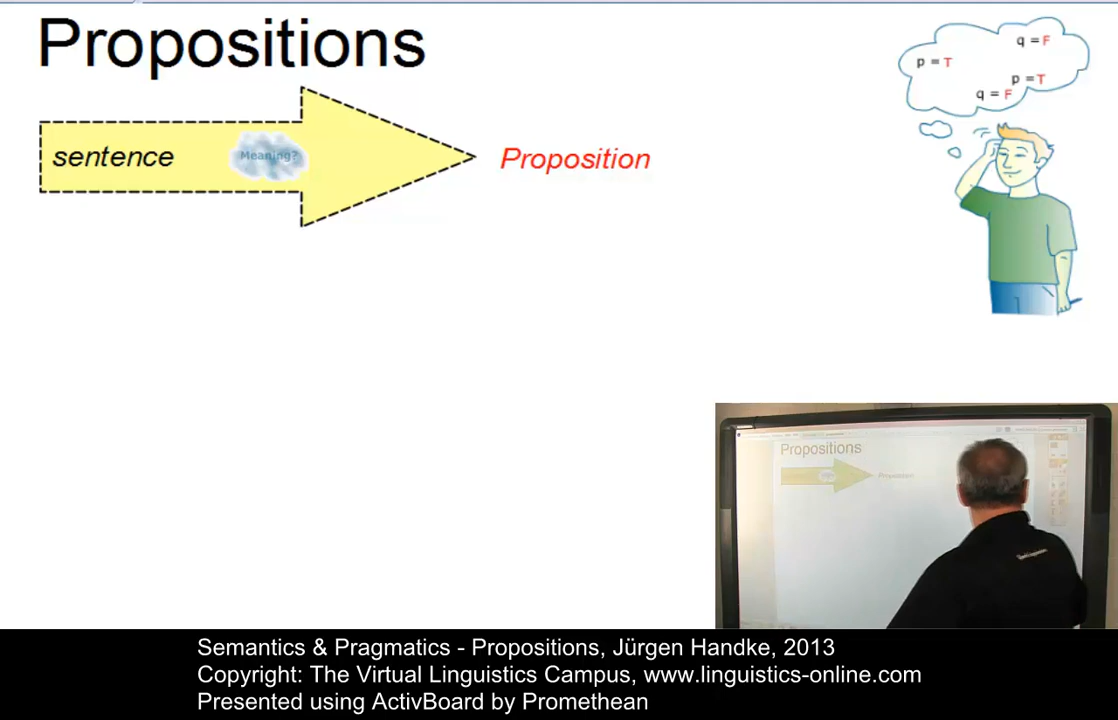 Propositions
q = F
p = T
p = T
q = F
sentence
Meaning?
Proposition
Propositions
Proposition
Semantics & Pragmatics - Propositions, Jürgen Handke, 2013
Copyright: The Virtual Linguistics Campus, www.linguistics-online.com
Presented using ActivBoard by Promethean